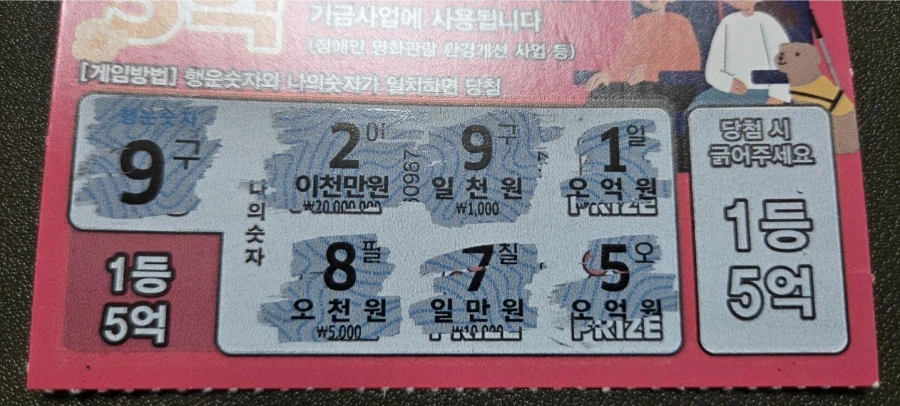 5억
기금사업에 사용됩니다
(장애인 영화관람 환경개선 사업 등)
[게임방법] 행운숫자와 나의숫자가 일치하면 당첨
행운숫자
9 구
나의숫자
2 이
이천만원
₩20,000,000
9 구
일 천 원
₩1,000
1 일
오 억 원
PRIZE
8 팔
오 천 원
₩5,000
7 칠
일 만 원
₩10,000
PRIZE
5 오
오 억 원
PRIZE
1등
5억
당첨 시
긁어주세요
1등
5억